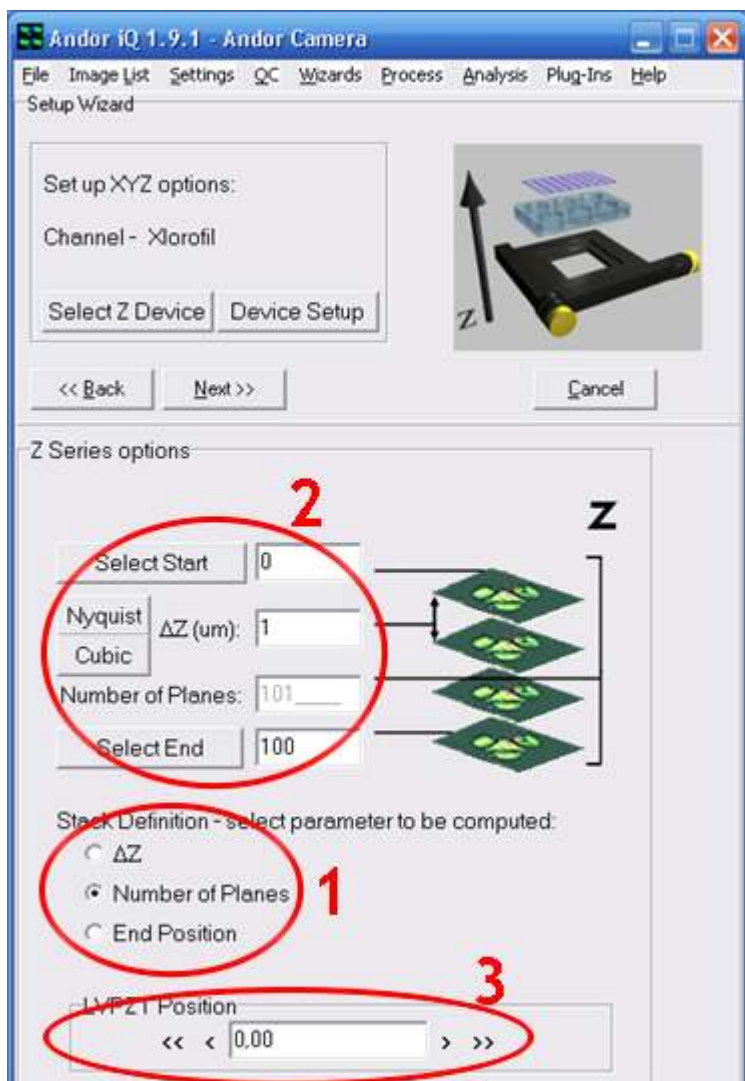 Andor iQ 1.9.1 - Andor Camera
File Image List Settings QC Wizards Process Analysis Plug-Ins Help
Setup Wizard
Set up XYZ options:
Channel - Xlorofil
Select Z Device Device Setup
Z
<< Back Next >> Cancel
Z Series options
2
Z
Select Start 0
Nyquist
ΔZ (um): 1
Cubic
Number of Planes: 101____
Select End 100
Stack Definition - select parameter to be computed:
ΔZ
Number of Planes
1
End Position
3
LVPZT Position
<< < 0,00 > >>